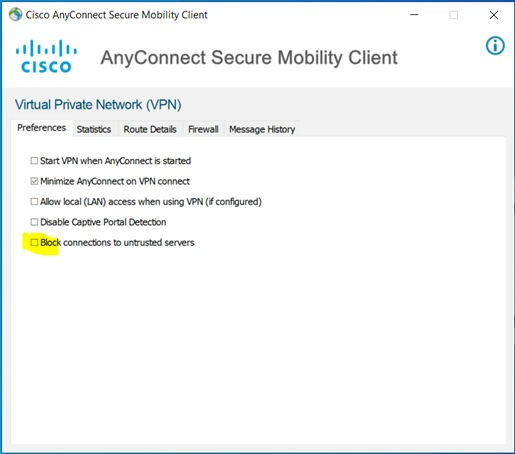 Cisco AnyConnect Secure Mobility Client
CISCO
AnyConnect Secure Mobility Client
Virtual Private Network (VPN)
Preferences Statistics Route Details Firewall Message History
Start VPN when AnyConnect is started
Minimize AnyConnect on VPN connect
Allow local (LAN) access when using VPN (if configured)
Disable Captive Portal Detection
Block connections to untrusted servers